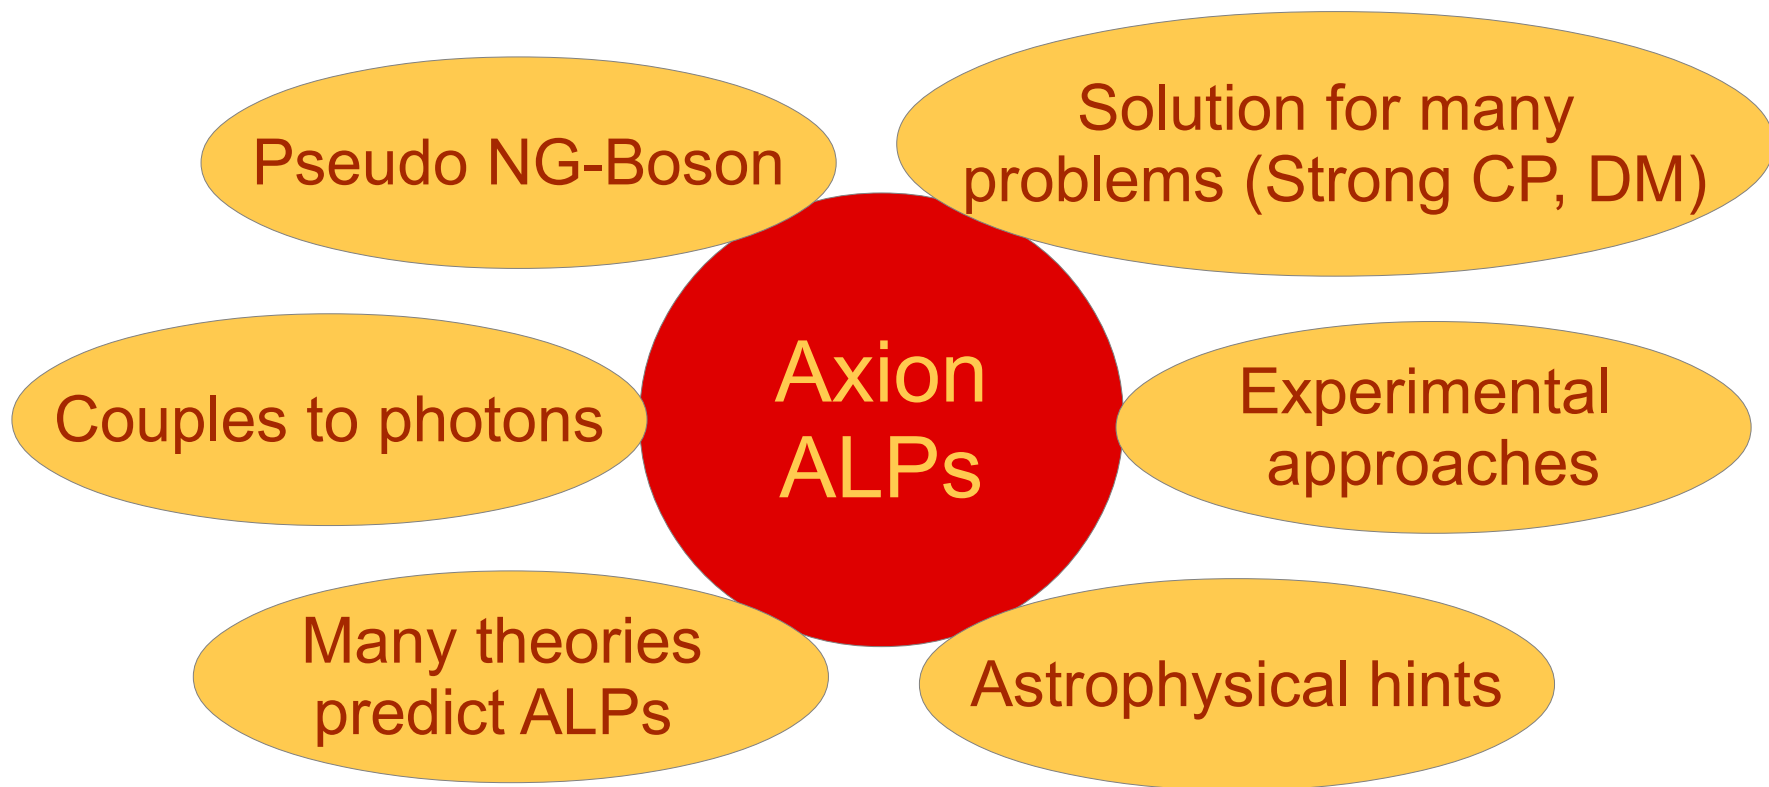 Pseudo NG-Boson
Solution for many
problems (Strong CP, DM)
Couples to photons
Axion
ALPs
Experimental
approaches
Many theories
predict ALPs
Astrophysical hints